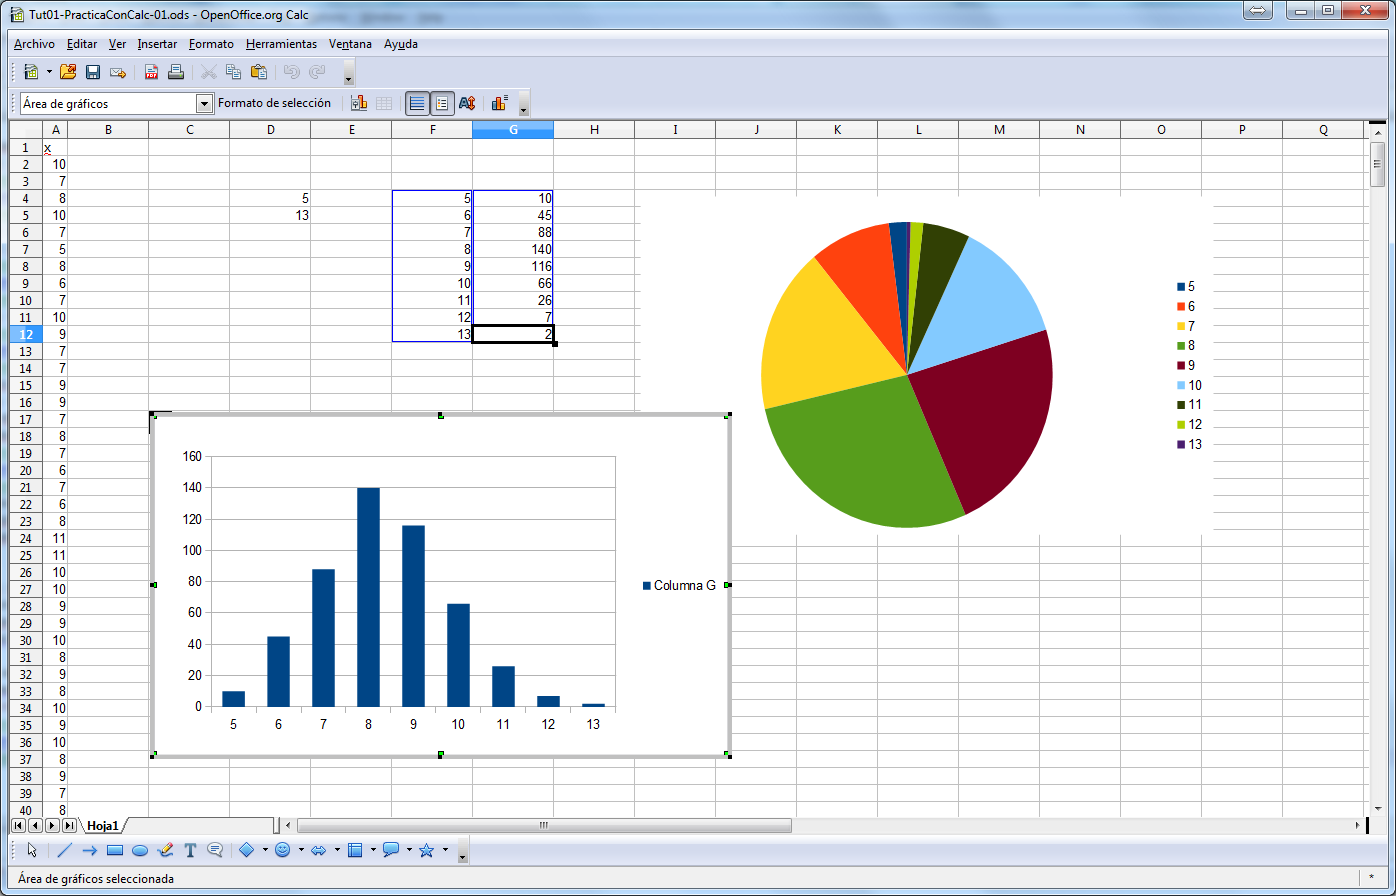 Tut01-PracticaConCalc-01.ods - OpenOffice.org Calc
Archivo Editar Ver Insertar Formato Herramientas Ventana Ayuda
Área de gráficos Formato de selección
A B C D E F G H I J K L M N O P Q
1 x
2 10
3 7
4 8 5 5 10
5 10 13 6 45
6 7 7 88
7 5 8 140
8 8 9 116
9 6 10 66
10 7 11 26
11 10 12 7
12 9 13 2
13 7
14 7
15 9
16 9
17 7
18 8
19 7
20 6
21 7
22 6
23 8
24 11
25 11
26 10
27 10
28 9
29 9
30 10
31 8
32 9
33 8
34 10
35 9
36 10
37 8
38 9
39 7
40 8
5
6
7
8
9
10
11
12
13
160
140
120
100
80
60
40
20
0
5 6 7 8 9 10 11 12 13
Columna G
Hoja1
Área de gráficos seleccionada *